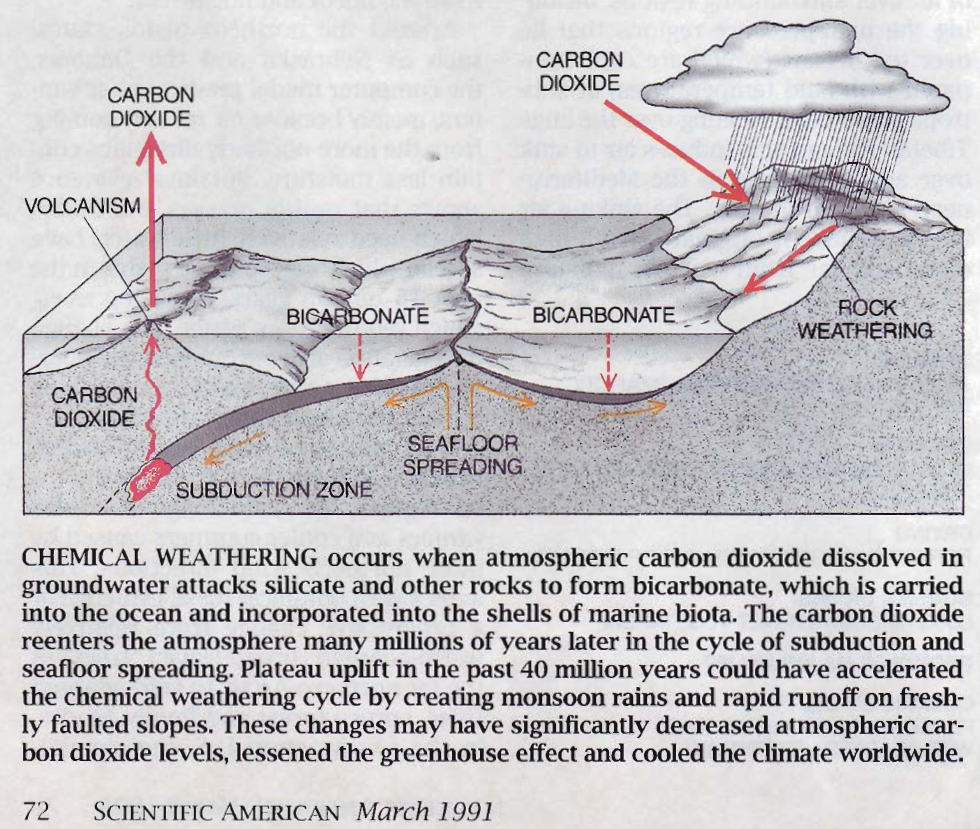 CARBON
DIOXIDE
CARBON
DIOXIDE
VOLCANISM
BICARBONATE
BICARBONATE
ROCK
WEATHERING
CARBON
DIOXIDE
SEAFLOOR
SPREADING
SUBDUCTION ZONE
CHEMICAL WEATHERING occurs when atmospheric carbon dioxide dissolved in
groundwater attacks silicate and other rocks to form bicarbonate, which is carried
into the ocean and incorporated into the shells of marine biota. The carbon dioxide
reenters the atmosphere many millions of years later in the cycle of subduction and
seafloor spreading. Plateau uplift in the past 40 million years could have accelerated
the chemical weathering cycle by creating monsoon rains and rapid runoff on fresh-
ly faulted slopes. These changes may have significantly decreased atmospheric car-
bon dioxide levels, lessened the greenhouse effect and cooled the climate worldwide.
72 SCIENTIFIC AMERICAN March 1991